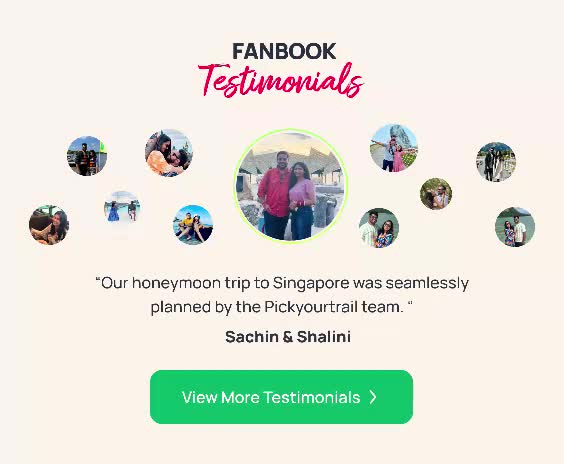 FANBOOK
Testimonials
“Our honeymoon trip to Singapore was seamlessly
planned by the Pickyourtrail team. “
Sachin & Shalini
View More Testimonials